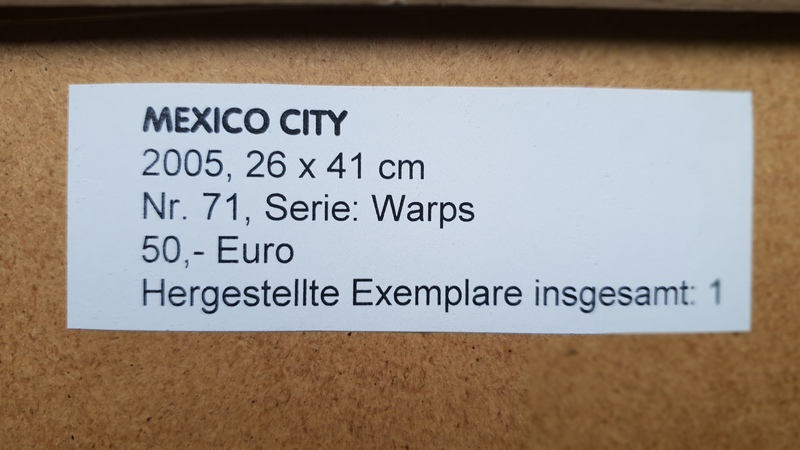 MEXICO CITY
2005, 26 x 41 cm
Nr. 71, Serie: Warps
50,- Euro
Hergestellte Exemplare insgesamt: 1